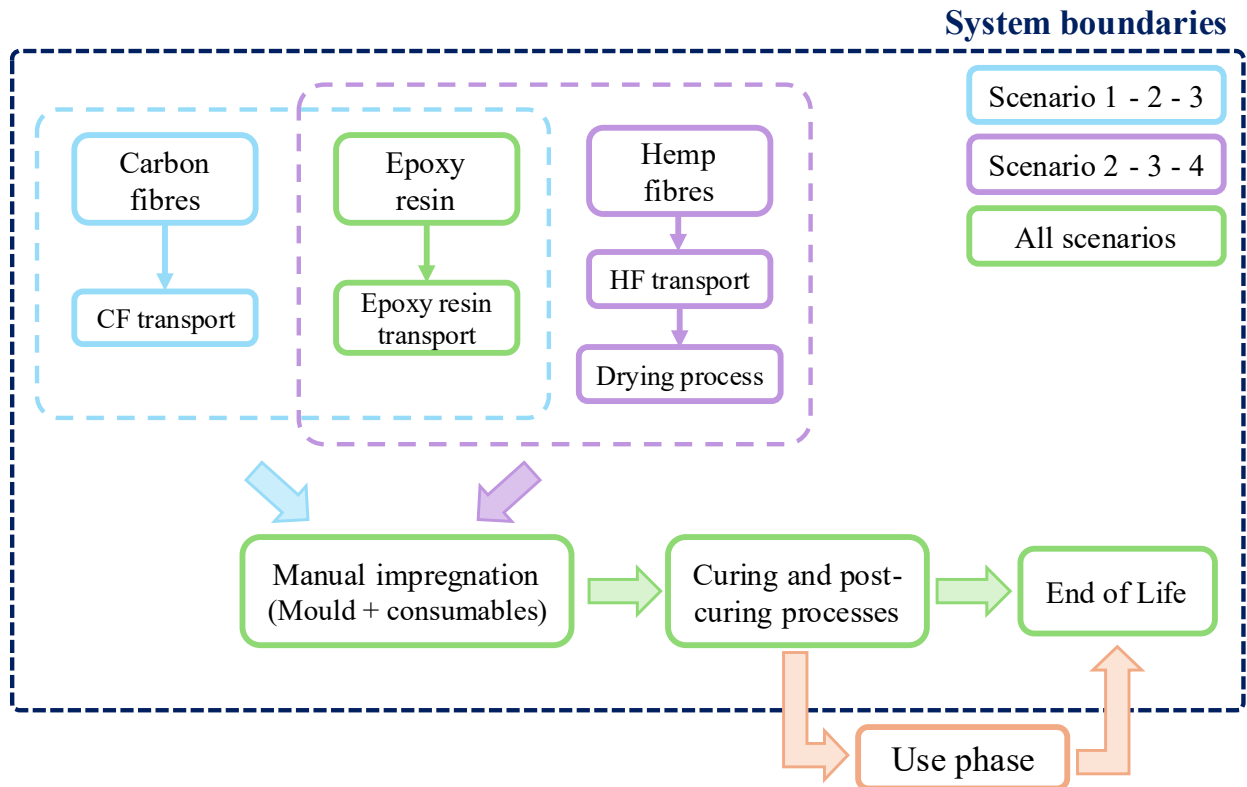 System boundaries
Scenario 1 - 2 - 3
Scenario 2 - 3 - 4
All scenarios
Carbon
fibres
CF transport
Epoxy
resin
Epoxy resin
transport
Hemp
fibres
HF transport
Drying process
Manual impregnation
(Mould + consumables)
Curing and post-
curing processes
End of Life
Use phase